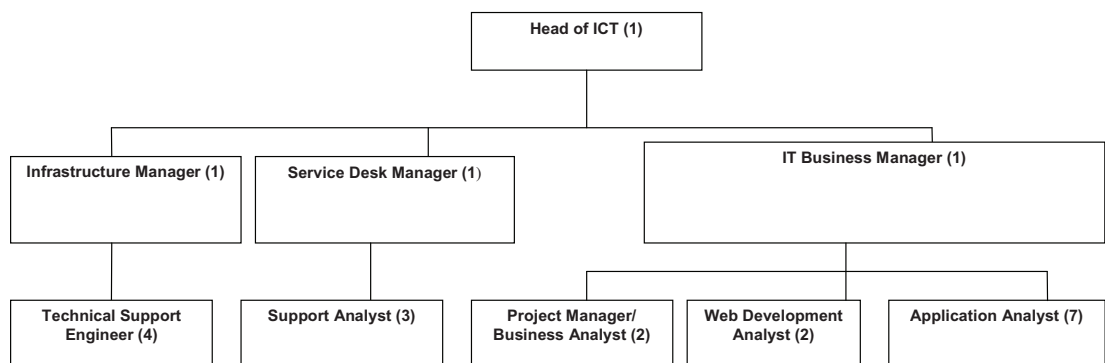 Head of ICT (1)
Infrastructure Manager (1)
Service Desk Manager (1)
IT Business Manager (1)
Technical Support
Engineer (4)
Support Analyst (3)
Project Manager/
Business Analyst (2)
Web Development
Analyst (2)
Application Analyst (7)